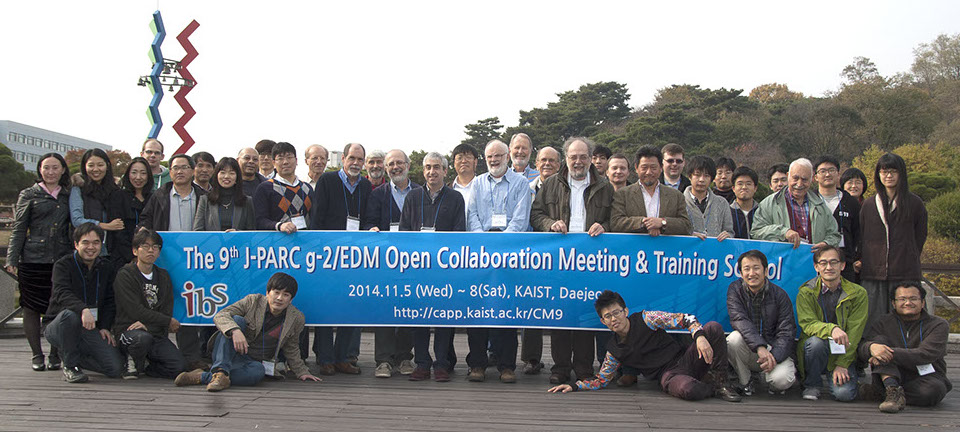 The 9th J-PARC g-2/EDM Open Collaboration Meeting & Training School
ibs
2014.11.5 (Wed) ~ 8(Sat), KAIST, Daejeo
http://capp.kaist.ac.kr/CM9